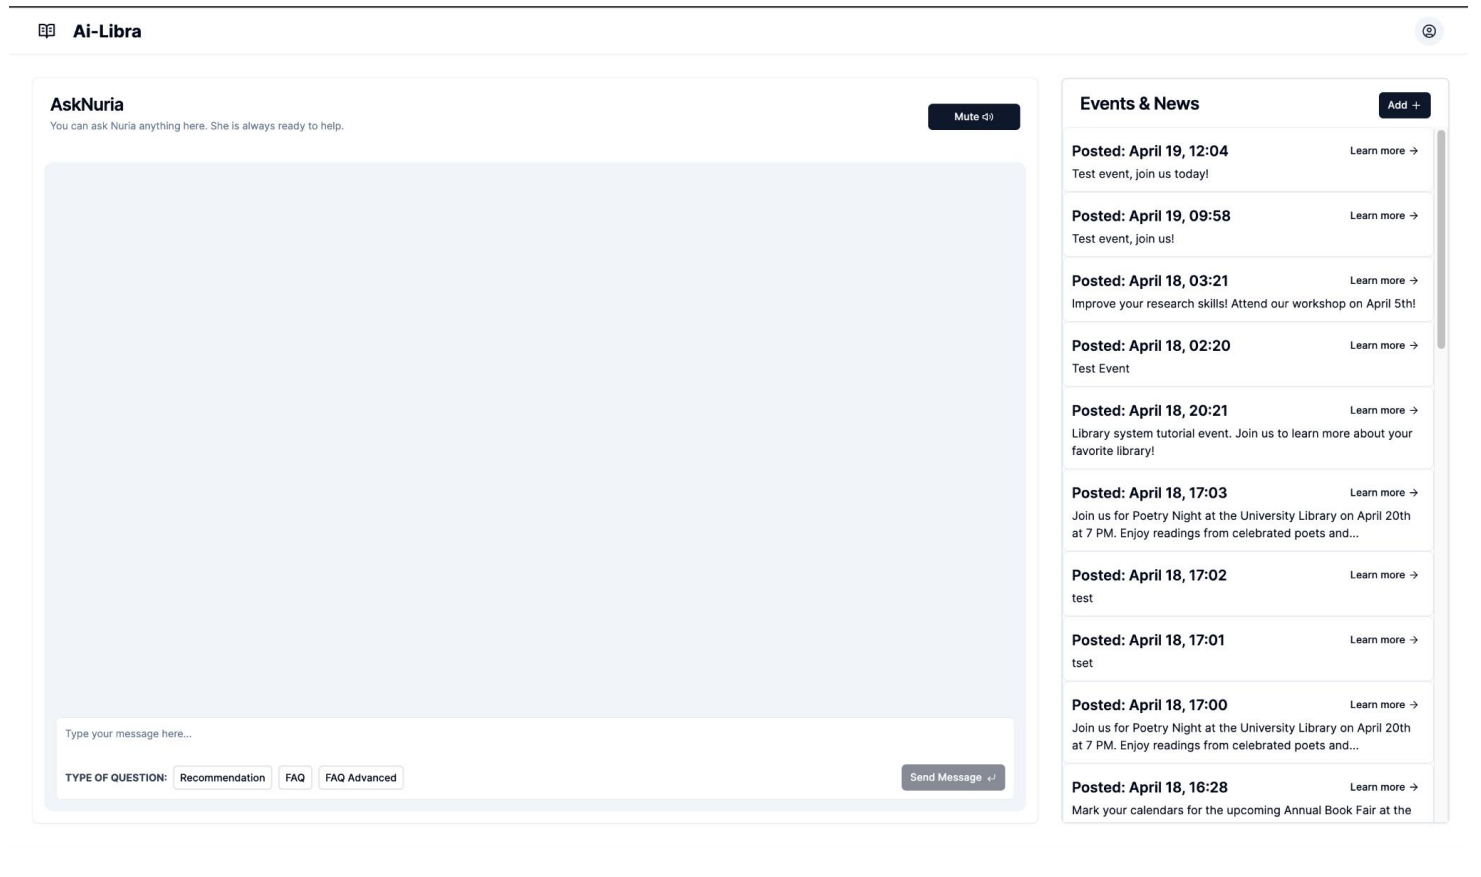 Ai-Libra
AskNuria
You can ask Nuria anything here. She is always ready to help.
Mute
Type your message here...
TYPE OF QUESTION: Recommendation FAQ FAQ Advanced
Send Message
Events & News
Add +
Posted: April 19, 12:04 Learn more →
Test event, join us today!
Posted: April 19, 09:58 Learn more →
Test event, join us!
Posted: April 18, 03:21 Learn more →
Improve your research skills! Attend our workshop on April 5th!
Posted: April 18, 02:20 Learn more →
Test Event
Posted: April 18, 20:21 Learn more →
Library system tutorial event. Join us to learn more about your
favorite library!
Posted: April 18, 17:03 Learn more →
Join us for Poetry Night at the University Library on April 20th
at 7 PM. Enjoy readings from celebrated poets and...
Posted: April 18, 17:02 Learn more →
test
Posted: April 18, 17:01 Learn more →
tset
Posted: April 18, 17:00 Learn more →
Join us for Poetry Night at the University Library on April 20th
at 7 PM. Enjoy readings from celebrated poets and...
Posted: April 18, 16:28 Learn more →
Mark your calendars for the upcoming Annual Book Fair at the